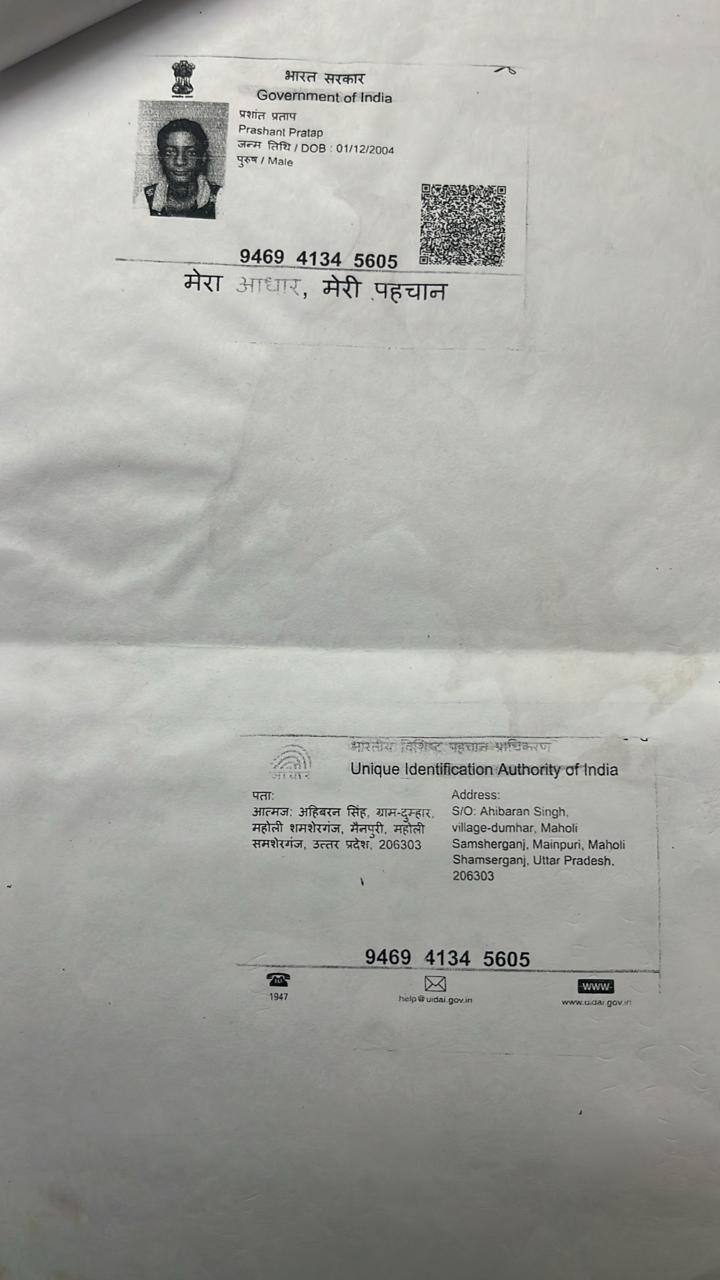 भारत सरकार
Government of India
प्रशांत प्रताप
Prashant Pratap
जन्म तिथि / DOB : 01/12/2004
पुरुष / Male
9469 4134 5605
मेरा आधार, मेरी पहचान
भारतीय विशिष्ट पहचान प्राधिकरण
आधार
Unique Identification Authority of India
पता:
आत्मज: अहिबरन सिंह, ग्राम-दुम्हार,
महोली शमशेरगंज, मैनपुरी, महोली
समशेरगंज, उत्तर प्रदेश, 206303
Address:
S/O: Ahibaran Singh,
village-dumhar, Maholi
Samsherganj, Mainpuri, Maholi
Shamserganj, Uttar Pradesh,
206303
9469 4134 5605
1947
help@uidai.gov.in
www
www.uidai.gov.in